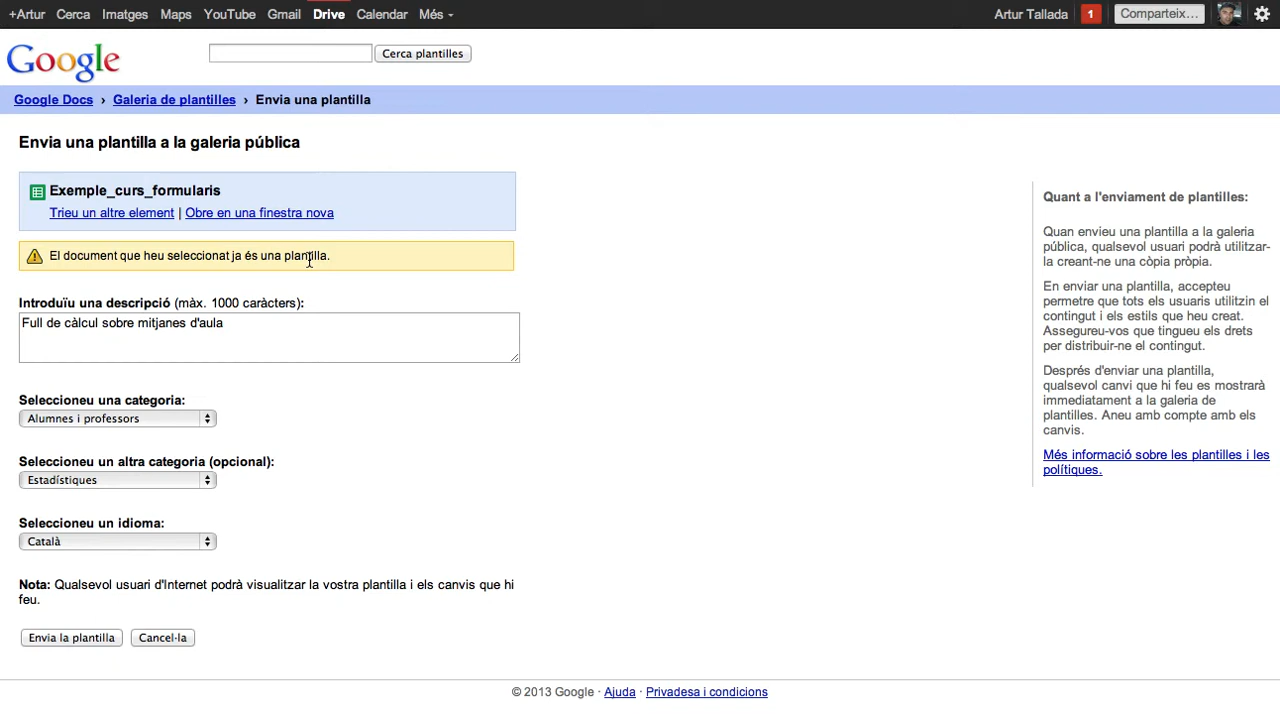 +Artur Cerca Imatges Maps YouTube Gmail Drive Calendar Més Artur Tallada 1 Comparteix…
Google Cerca plantilles
Google Docs › Galeria de plantilles › Envia una plantilla
Envia una plantilla a la galeria pública
Exemple_curs_formularis
Trieu un altre element | Obre en una finestra nova
El document que heu seleccionat ja és una plantilla.
Introduïu una descripció (màx. 1000 caràcters):
Full de càlcul sobre mitjanes d'aula
Seleccioneu una categoria:
Alumnes i professors
Seleccioneu un altra categoria (opcional):
Estadístiques
Seleccioneu un idioma:
Català
Nota: Qualsevol usuari d'Internet podrà visualitzar la vostra plantilla i els canvis que hi
feu.
Envia la plantilla Cancel·la
Quant a l'enviament de plantilles:
Quan envieu una plantilla a la galeria
pública, qualsevol usuari podrà utilitzar-
la creant-ne una còpia pròpia.
En enviar una plantilla, accepteu
permetre que tots els usuaris utilitzin el
contingut i els estils que heu creat.
Assegureu-vos que tingueu els drets
per distribuir-ne el contingut.
Després d'enviar una plantilla,
qualsevol canvi que hi feu es mostrarà
immediatament a la galeria de
plantilles. Aneu amb compte amb els
canvis.
Més informació sobre les plantilles i les
polítiques.
© 2013 Google · Ajuda · Privadesa i condicions